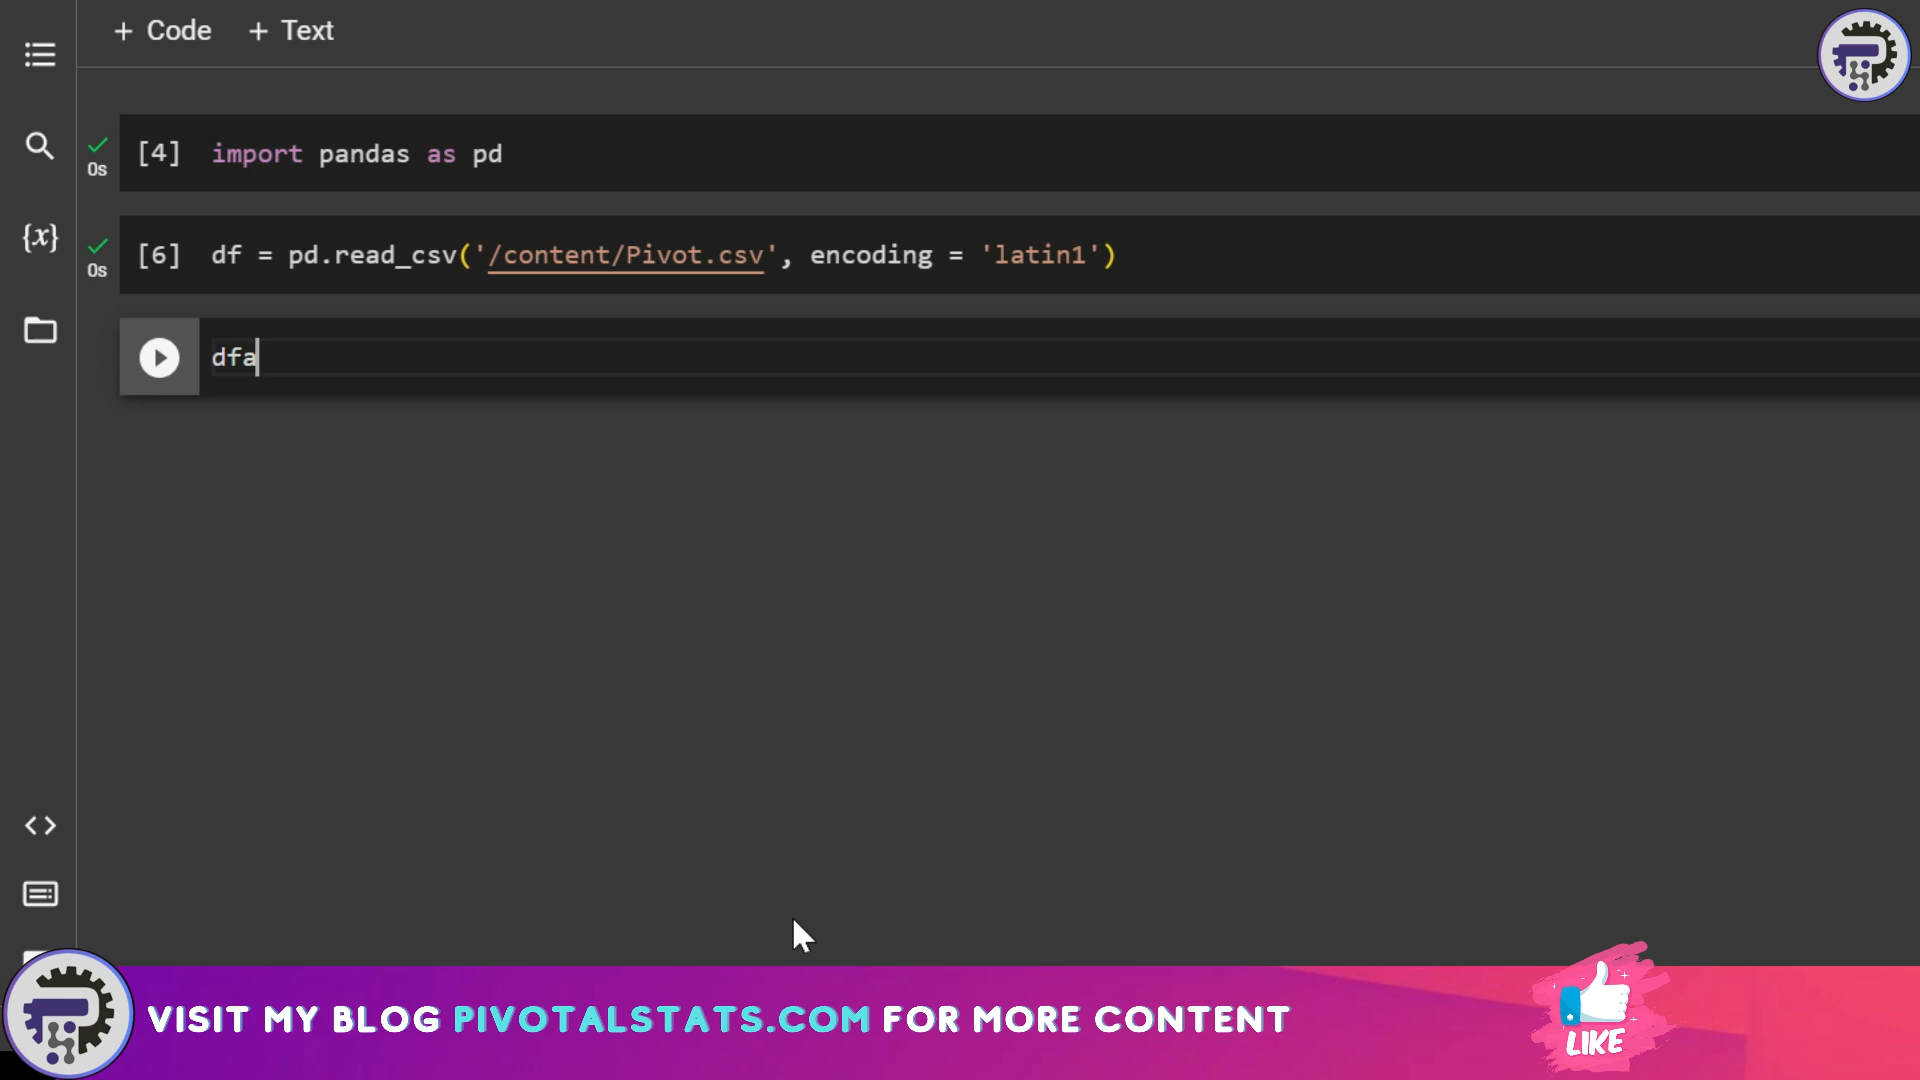 + Code + Text
[4] import pandas as pd
0s
[6] df = pd.read_csv('/content/Pivot.csv', encoding = 'latin1')
0s
{x}
dfa
VISIT MY BLOG PIVOTALSTATS.COM FOR MORE CONTENT
LIKE